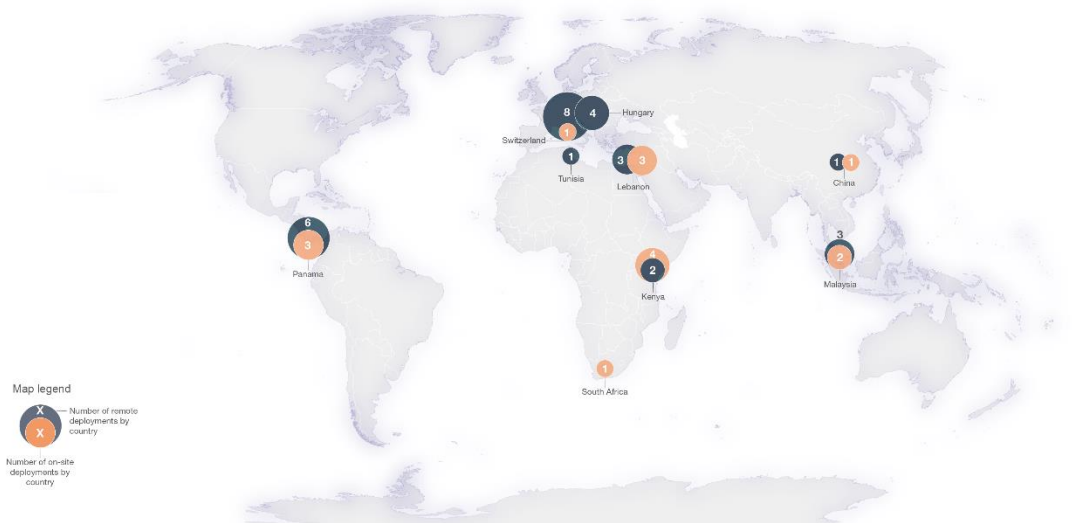 8
4
Hungary
1
Switzerland
1
Tunisia
3
3
Lebanon
1
1
China
6
3
Panama
4
2
Kenya
3
2
Malaysia
1
South Africa
Map legend
X
Number of remote
deployments by
country
X
Number of on-site
deployments by
country